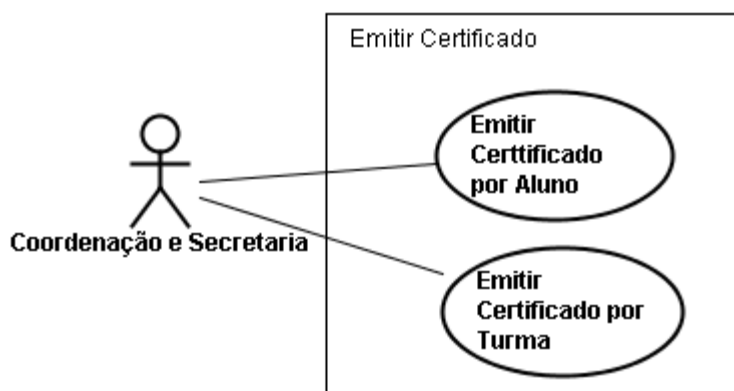 Emitir Certificado
Emitir
Certtificado
por Aluno
Coordenação e Secretaria
Emitir
Certificado por
Turma